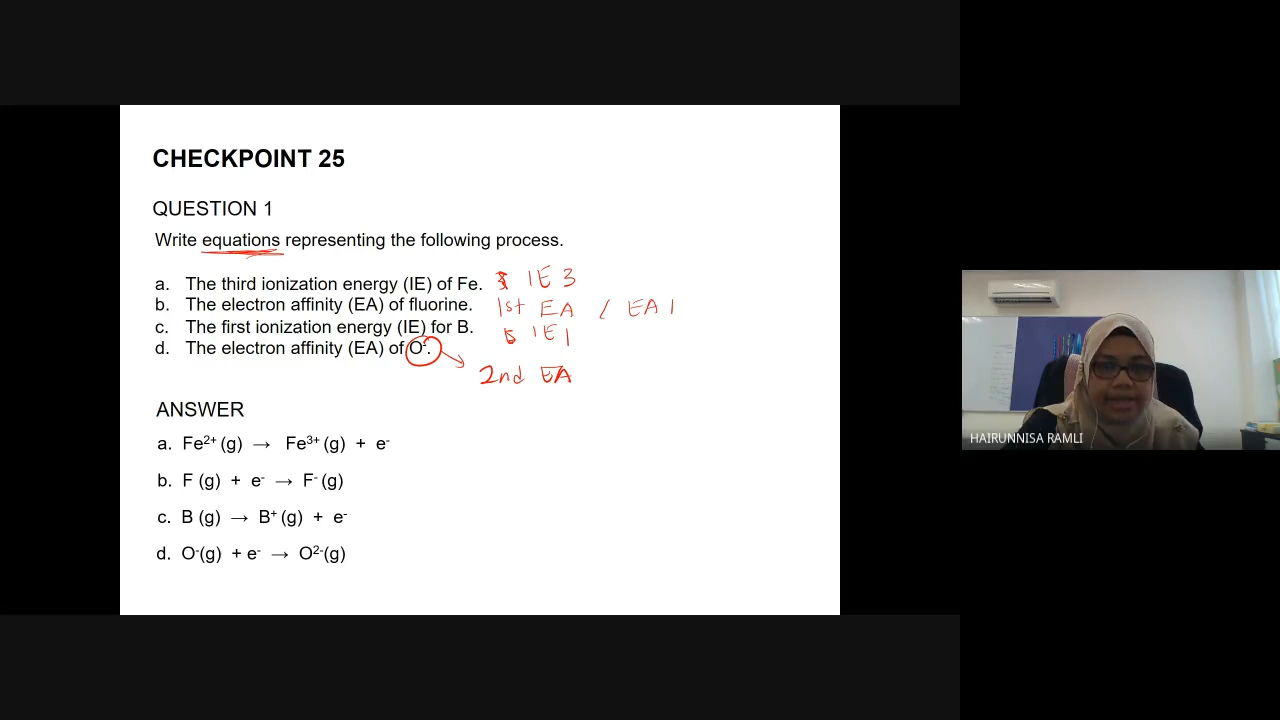 CHECKPOINT 25
QUESTION 1
Write equations representing the following process.
a. The third ionization energy (IE) of Fe. IE 3
b. The electron affinity (EA) of fluorine. 1st EA / EA 1
c. The first ionization energy (IE) for B. IE 1
d. The electron affinity (EA) of O⁻.
2nd EA
ANSWER
a. Fe²⁺ (g) → Fe³⁺ (g) + e⁻
b. F (g) + e⁻ → F⁻ (g)
c. B (g) → B⁺ (g) + e⁻
d. O⁻(g) + e⁻ → O²⁻(g)
HAIRUNNISA RAMLI